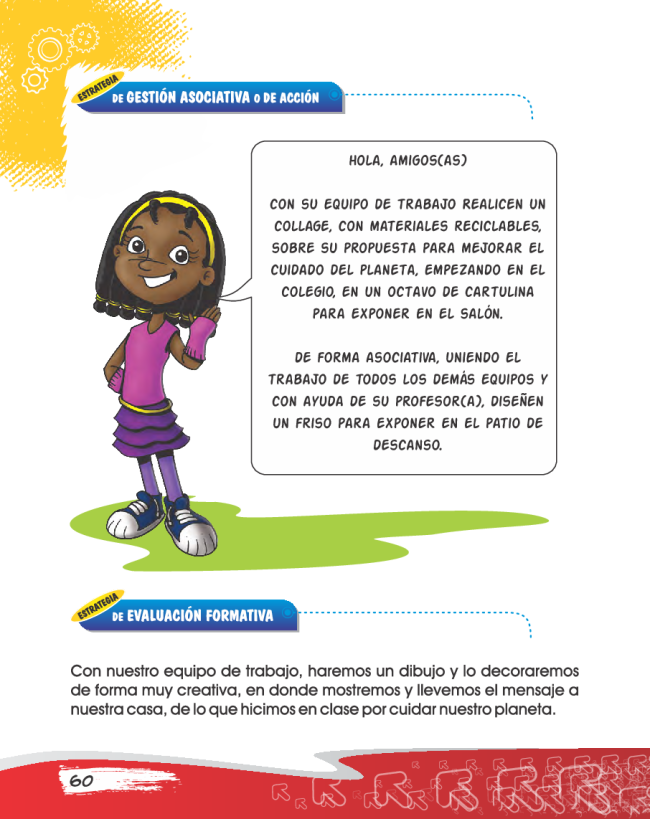 ESTRATEGIA
DE GESTIÓN ASOCIATIVA O DE ACCIÓN
HOLA, AMIGOS(AS)
CON SU EQUIPO DE TRABAJO REALICEN UN
COLLAGE, CON MATERIALES RECICLABLES,
SOBRE SU PROPUESTA PARA MEJORAR EL
CUIDADO DEL PLANETA, EMPEZANDO EN EL
COLEGIO, EN UN OCTAVO DE CARTULINA
PARA EXPONER EN EL SALÓN.
DE FORMA ASOCIATIVA, UNIENDO EL
TRABAJO DE TODOS LOS DEMÁS EQUIPOS Y
CON AYUDA DE SU PROFESOR(A), DISEÑEN
UN FRISO PARA EXPONER EN EL PATIO DE
DESCANSO.
ESTRATEGIA
DE EVALUACIÓN FORMATIVA
Con nuestro equipo de trabajo, haremos un dibujo y lo decoraremos
de forma muy creativa, en donde mostremos y llevemos el mensaje a
nuestra casa, de lo que hicimos en clase por cuidar nuestro planeta.
60